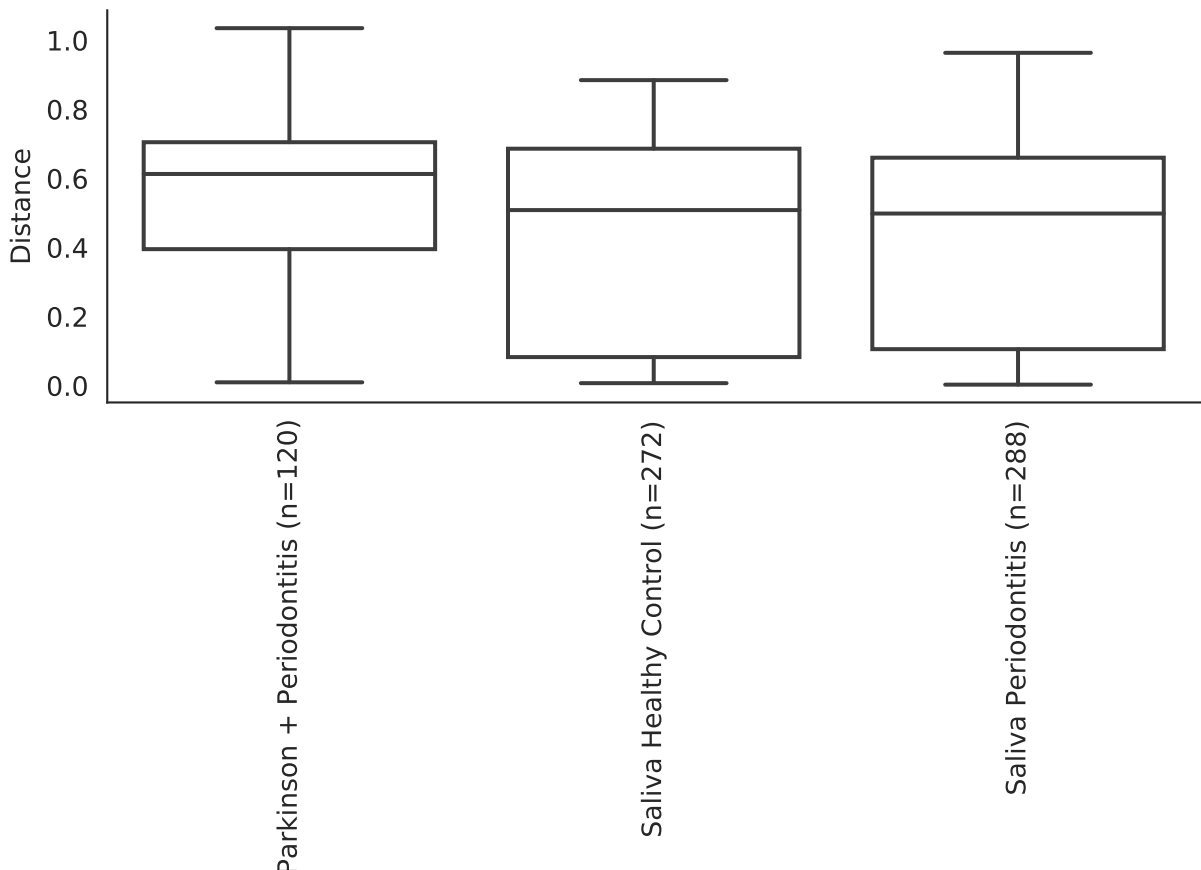 1.0
0.8
0.6
0.4
0.2
0.0
Distance
Parkinson + Periodontitis (n=120)
Saliva Healthy Control (n=272)
Saliva Periodontitis (n=288)